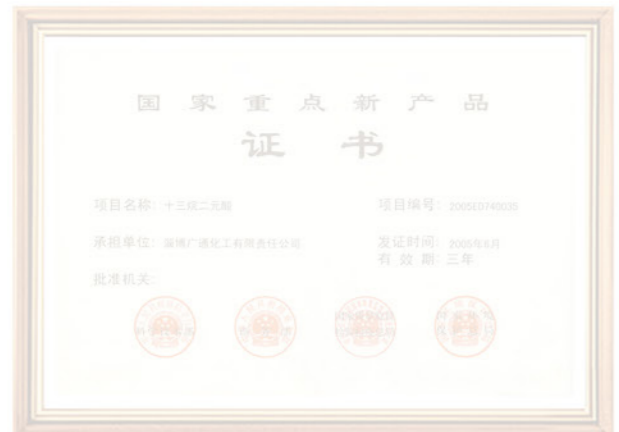 国家重点新产品
证书
项目名称：十三烷二元酸
项目编号：2005ED740035
承担单位：淄博广通化工有限责任公司
发证时间：2005年6月
有效期：三年
批准机关：